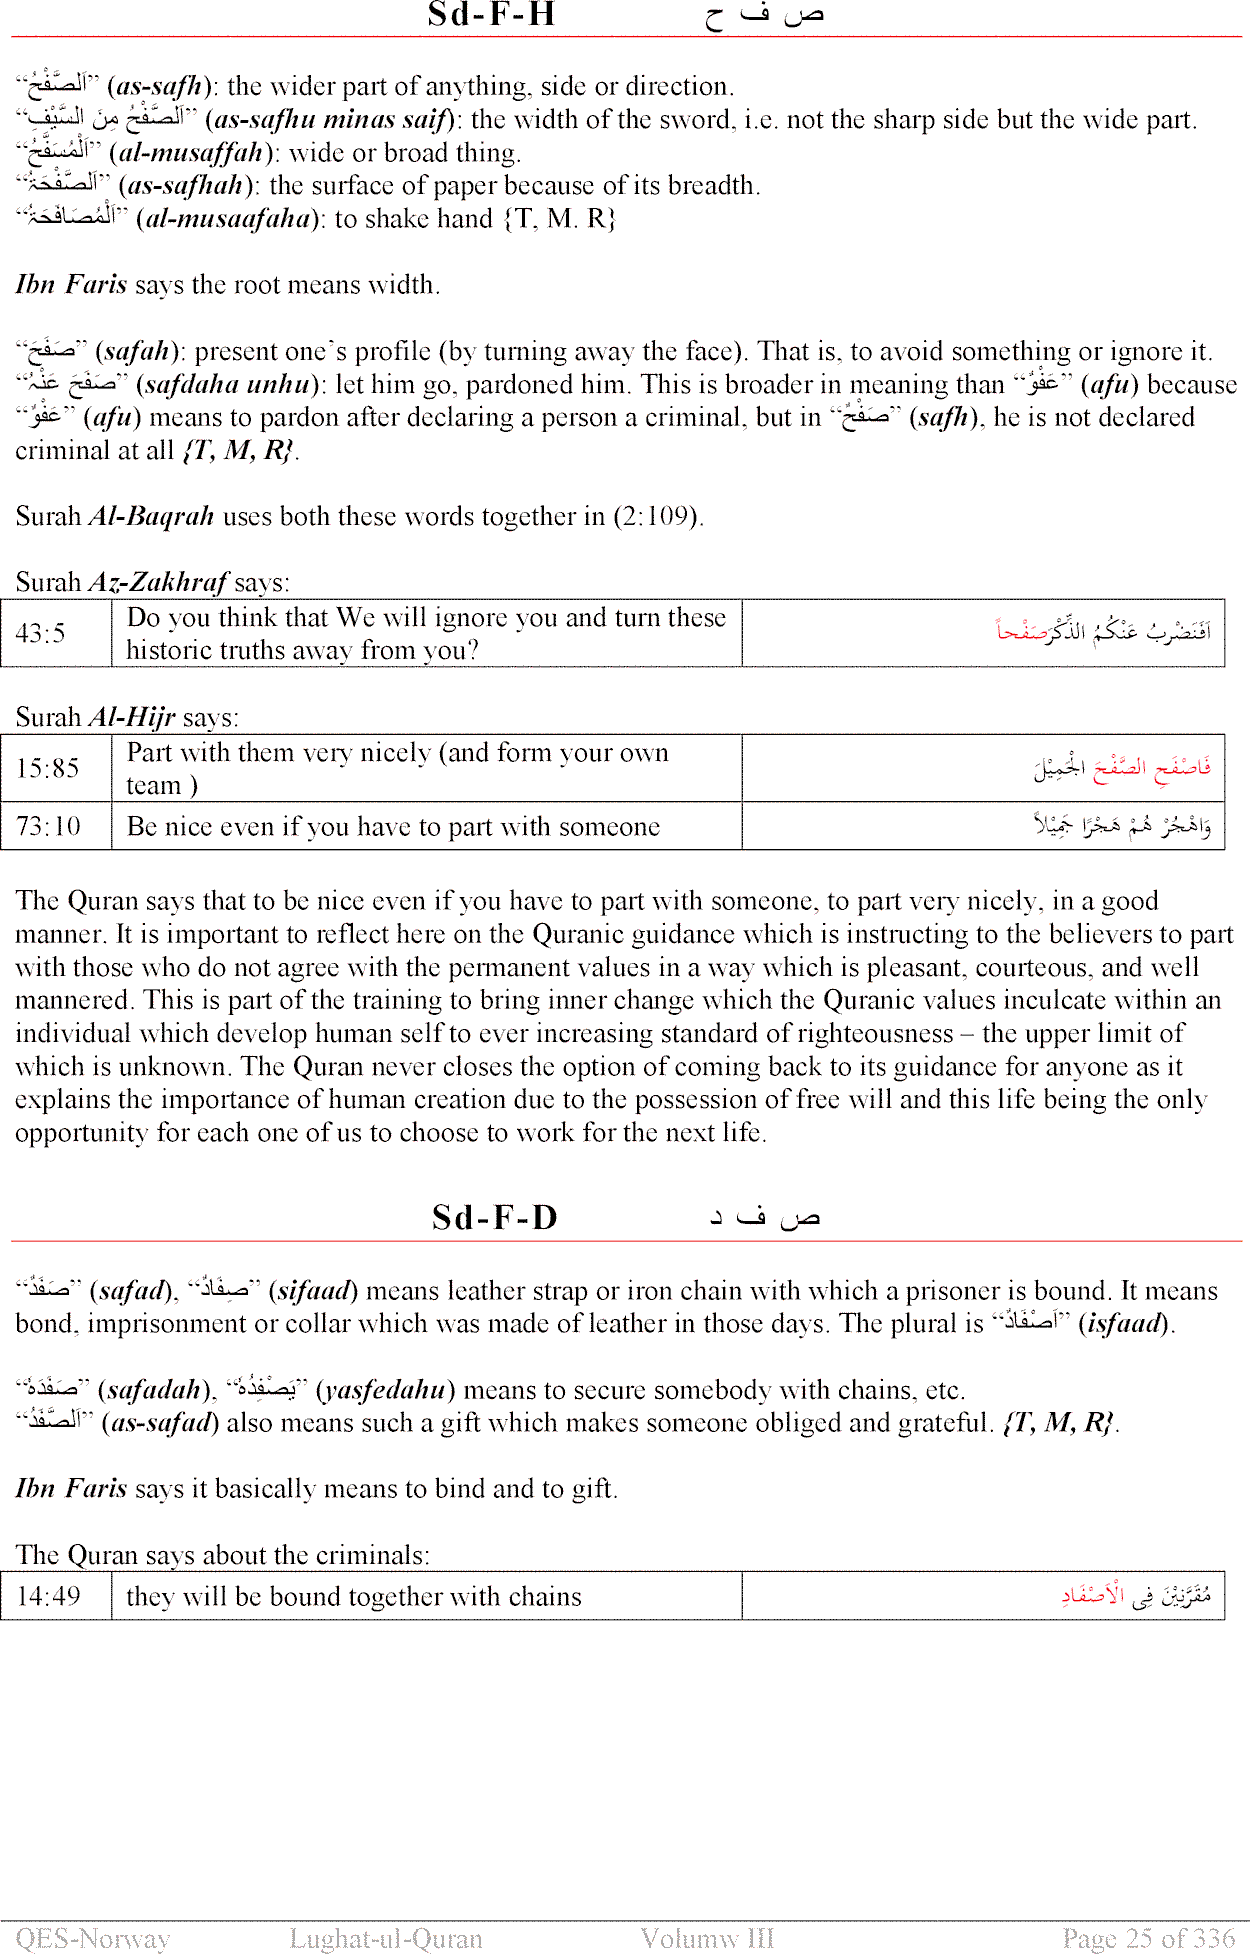 Sd-F-H ص ف ح
“اَلصَّفْحُ” (as-safh): the wider part of anything, side or direction.
“اَلصَّفْحُ مِنَ السَّيْفِ” (as-safhu minas saif): the width of the sword, i.e. not the sharp side but the wide part.
“اَلْمُسَفَّحُ” (al-musaffah): wide or broad thing.
“اَلصَّفْحَۃُ” (as-safhah): the surface of paper because of its breadth.
“اَلْمُصَافَحَۃُ” (al-musaafaha): to shake hand {T, M. R}
Ibn Faris says the root means width.
“صَفَحَ” (safah): present one’s profile (by turning away the face). That is, to avoid something or ignore it.
“صَفَحَ عَنْہُ” (safdaha unhu): let him go, pardoned him. This is broader in meaning than “عَفْوٌ” (afu) because
“عَفْوٌ” (afu) means to pardon after declaring a person a criminal, but in “صَفْحٌ” (safh), he is not declared
criminal at all {T, M, R}.
Surah Al-Baqrah uses both these words together in (2:109).
Surah Az-Zakhraf says:
43:5 Do you think that We will ignore you and turn these اَفَنَضْرِبُ عَنْكُمُ الذِّكْرَصَفْحاً
historic truths away from you?
Surah Al-Hijr says:
15:85 Part with them very nicely (and form your own فَاصْفَحِ الصَّفْحَ الْجَمِيْلَ
team )
73:10 Be nice even if you have to part with someone وَاهْجُرْ هُمْ هَجْرًا جَمِيْلاً
The Quran says that to be nice even if you have to part with someone, to part very nicely, in a good
manner. It is important to reflect here on the Quranic guidance which is instructing to the believers to part
with those who do not agree with the permanent values in a way which is pleasant, courteous, and well
mannered. This is part of the training to bring inner change which the Quranic values inculcate within an
individual which develop human self to ever increasing standard of righteousness – the upper limit of
which is unknown. The Quran never closes the option of coming back to its guidance for anyone as it
explains the importance of human creation due to the possession of free will and this life being the only
opportunity for each one of us to choose to work for the next life.
Sd-F-D ص ف د
“صَفَدٌ” (safad), “صِفَادٌ” (sifaad) means leather strap or iron chain with which a prisoner is bound. It means
bond, imprisonment or collar which was made of leather in those days. The plural is “اَصْفَادٌ” (isfaad).
“صَفَدَہٗ” (safadah), “یَصْفِدُہٗ” (yasfedahu) means to secure somebody with chains, etc.
“اَلصَّفَدُ” (as-safad) also means such a gift which makes someone obliged and grateful. {T, M, R}.
Ibn Faris says it basically means to bind and to gift.
The Quran says about the criminals:
14:49 they will be bound together with chains مُقَرَّنِيْنَ فِى الْاَصْفَادِ
QES-Norway Lughat-ul-Quran Volumw III Page 25 of 336